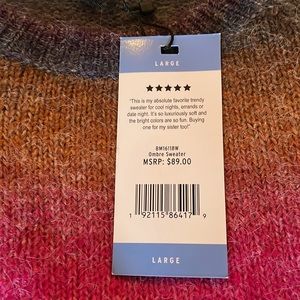 LARGE
★★★★★
"This is my absolute favorite trendy
sweater for cool nights, errands or
date night. It's so luxuriously soft and
the bright colors are so fun. Buying
one for my sister too!"
BM16118W
Ombre Sweater
MSRP: $89.00
1 92115 86417 9
LARGE